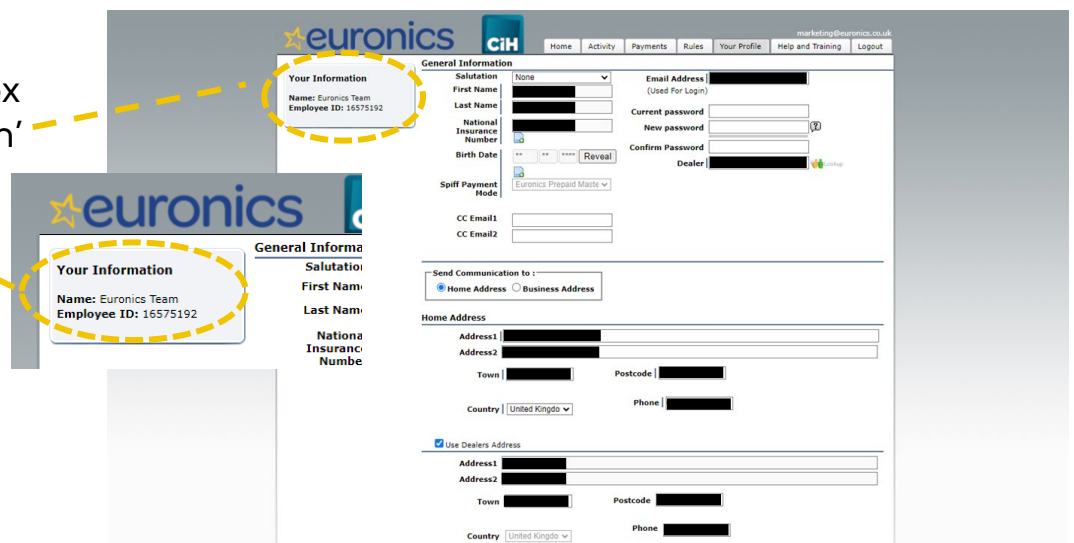 marketing@euronics.co.uk
euronics CiH
Home Activity Payments Rules Your Profile Help and Training Logout
Your Information
Name: Euronics Team
Employee ID: 16575192
General Information
Salutation None Email Address
First Name (Used For Login)
Last Name Current password
National Insurance Number New password
Confirm Password
Birth Date ** ** **** Reveal
Dealer Lookup
Spiff Payment Mode Euronics Prepaid Maste
CC Email1
CC Email2
Send Communication to :
Home Address Business Address
Home Address
Address1
Address2
Town Postcode
Country United Kingdo Phone
Use Dealers Address
Address1
Address2
Town Postcode
Country United Kingdo Phone
ox
n’
euronics
General Informa
Your Information
Name: Euronics Team
Employee ID: 16575192
Salutation
First Name
Last Name
Nationa
Insuranc
Numbe